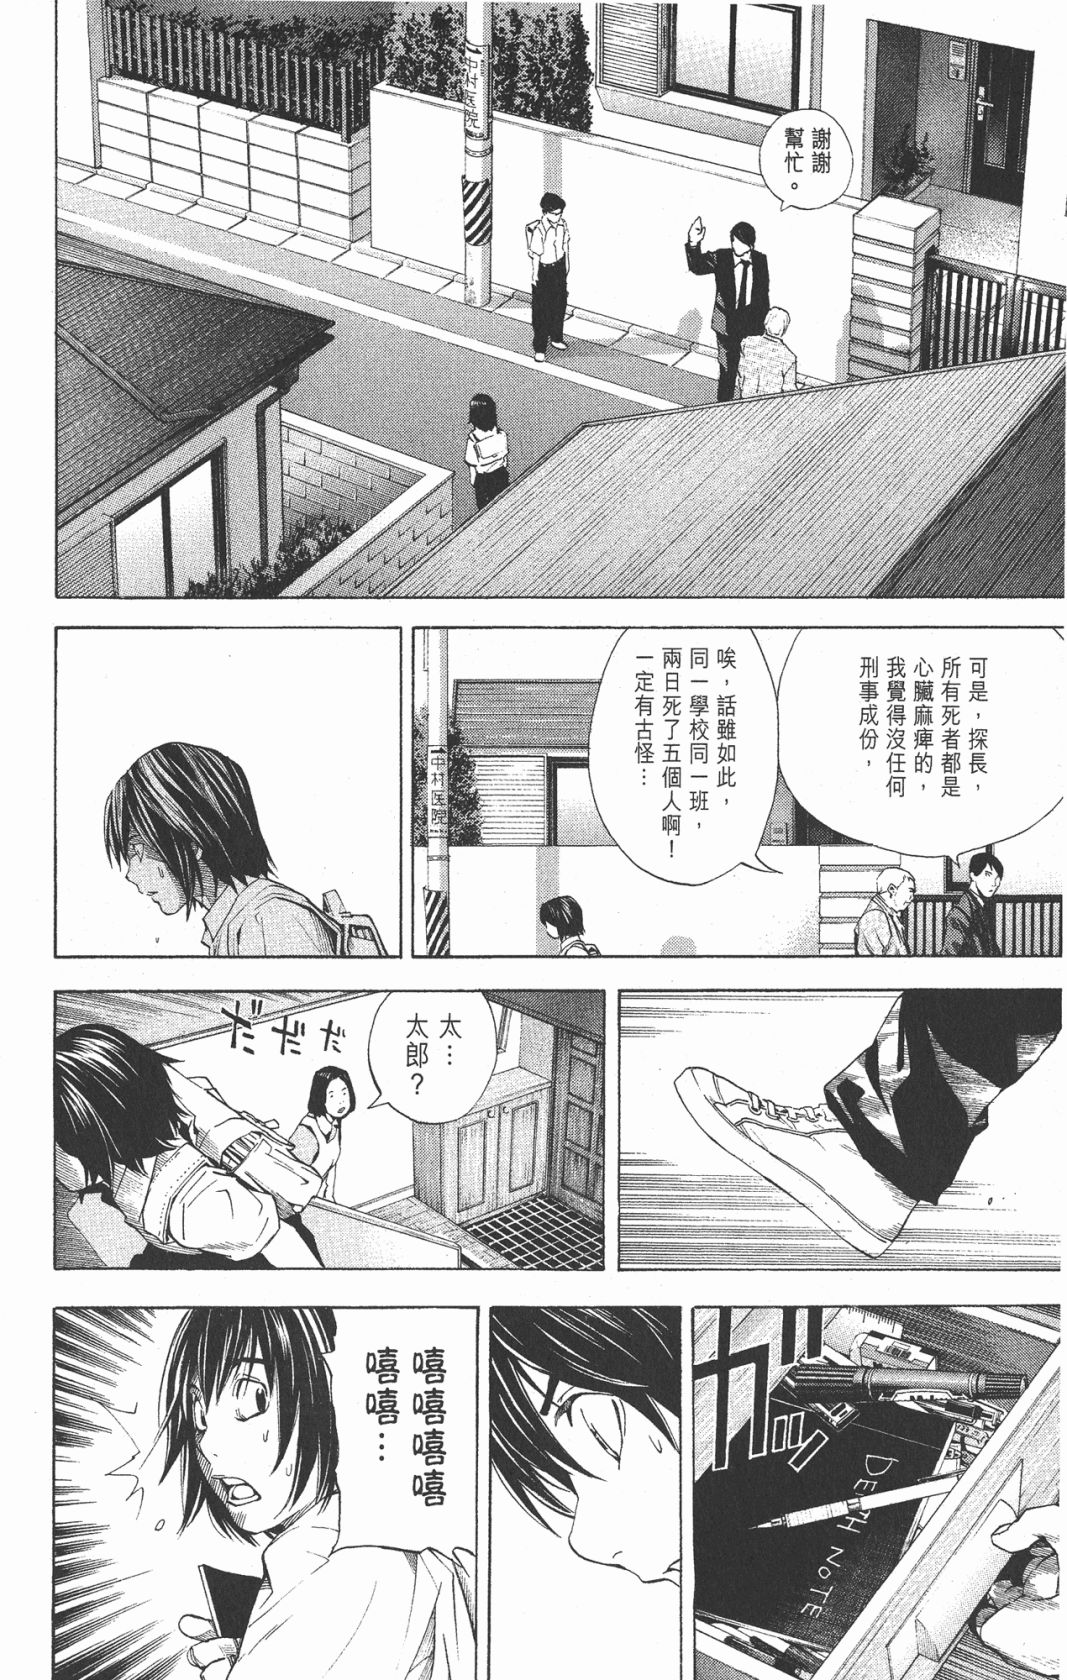 中村医院
謝謝
幫忙。
可是，探長，
所有死者都是
心臟麻痺的，
我覺得沒任何
刑事成份，
唉，話雖如此，
同一學校同一班，
兩日死了五個人啊！
一定有古怪…
中村医院
太…
太郎？
だだだ
ガッ
DEATH NOTE
嘻嘻嘻嘻
嘻嘻…